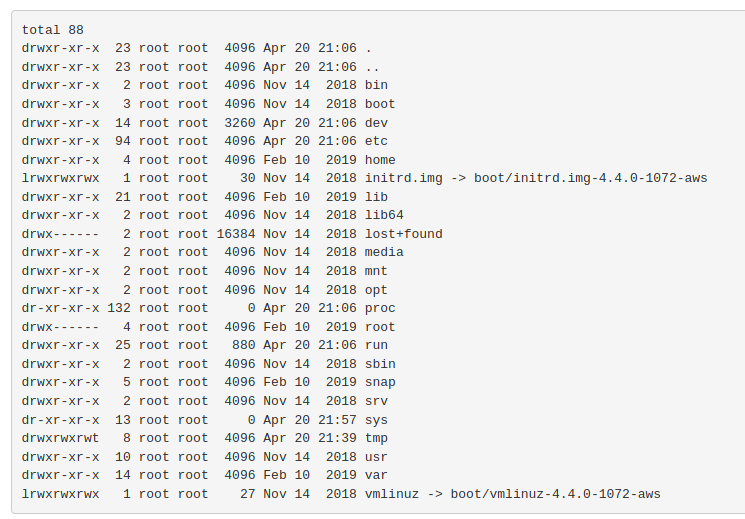 total 88
drwxr-xr-x  23 root root  4096 Apr 20 21:06 .
drwxr-xr-x  23 root root  4096 Apr 20 21:06 ..
drwxr-xr-x   2 root root  4096 Nov 14  2018 bin
drwxr-xr-x   3 root root  4096 Nov 14  2018 boot
drwxr-xr-x  14 root root  3260 Apr 20 21:06 dev
drwxr-xr-x  94 root root  4096 Apr 20 21:06 etc
drwxr-xr-x   4 root root  4096 Feb 10  2019 home
lrwxrwxrwx   1 root root    30 Nov 14  2018 initrd.img -> boot/initrd.img-4.4.0-1072-aws
drwxr-xr-x  21 root root  4096 Feb 10  2019 lib
drwxr-xr-x   2 root root  4096 Nov 14  2018 lib64
drwx------   2 root root 16384 Nov 14  2018 lost+found
drwxr-xr-x   2 root root  4096 Nov 14  2018 media
drwxr-xr-x   2 root root  4096 Nov 14  2018 mnt
drwxr-xr-x   2 root root  4096 Nov 14  2018 opt
dr-xr-xr-x 132 root root     0 Apr 20 21:06 proc
drwx------   4 root root  4096 Feb 10  2019 root
drwxr-xr-x  25 root root   880 Apr 20 21:06 run
drwxr-xr-x   2 root root  4096 Nov 14  2018 sbin
drwxr-xr-x   5 root root  4096 Feb 10  2019 snap
drwxr-xr-x   2 root root  4096 Nov 14  2018 srv
dr-xr-xr-x  13 root root     0 Apr 20 21:57 sys
drwxrwxrwt   8 root root  4096 Apr 20 21:39 tmp
drwxr-xr-x  10 root root  4096 Nov 14  2018 usr
drwxr-xr-x  14 root root  4096 Feb 10  2019 var
lrwxrwxrwx   1 root root    27 Nov 14  2018 vmlinuz -> boot/vmlinuz-4.4.0-1072-aws